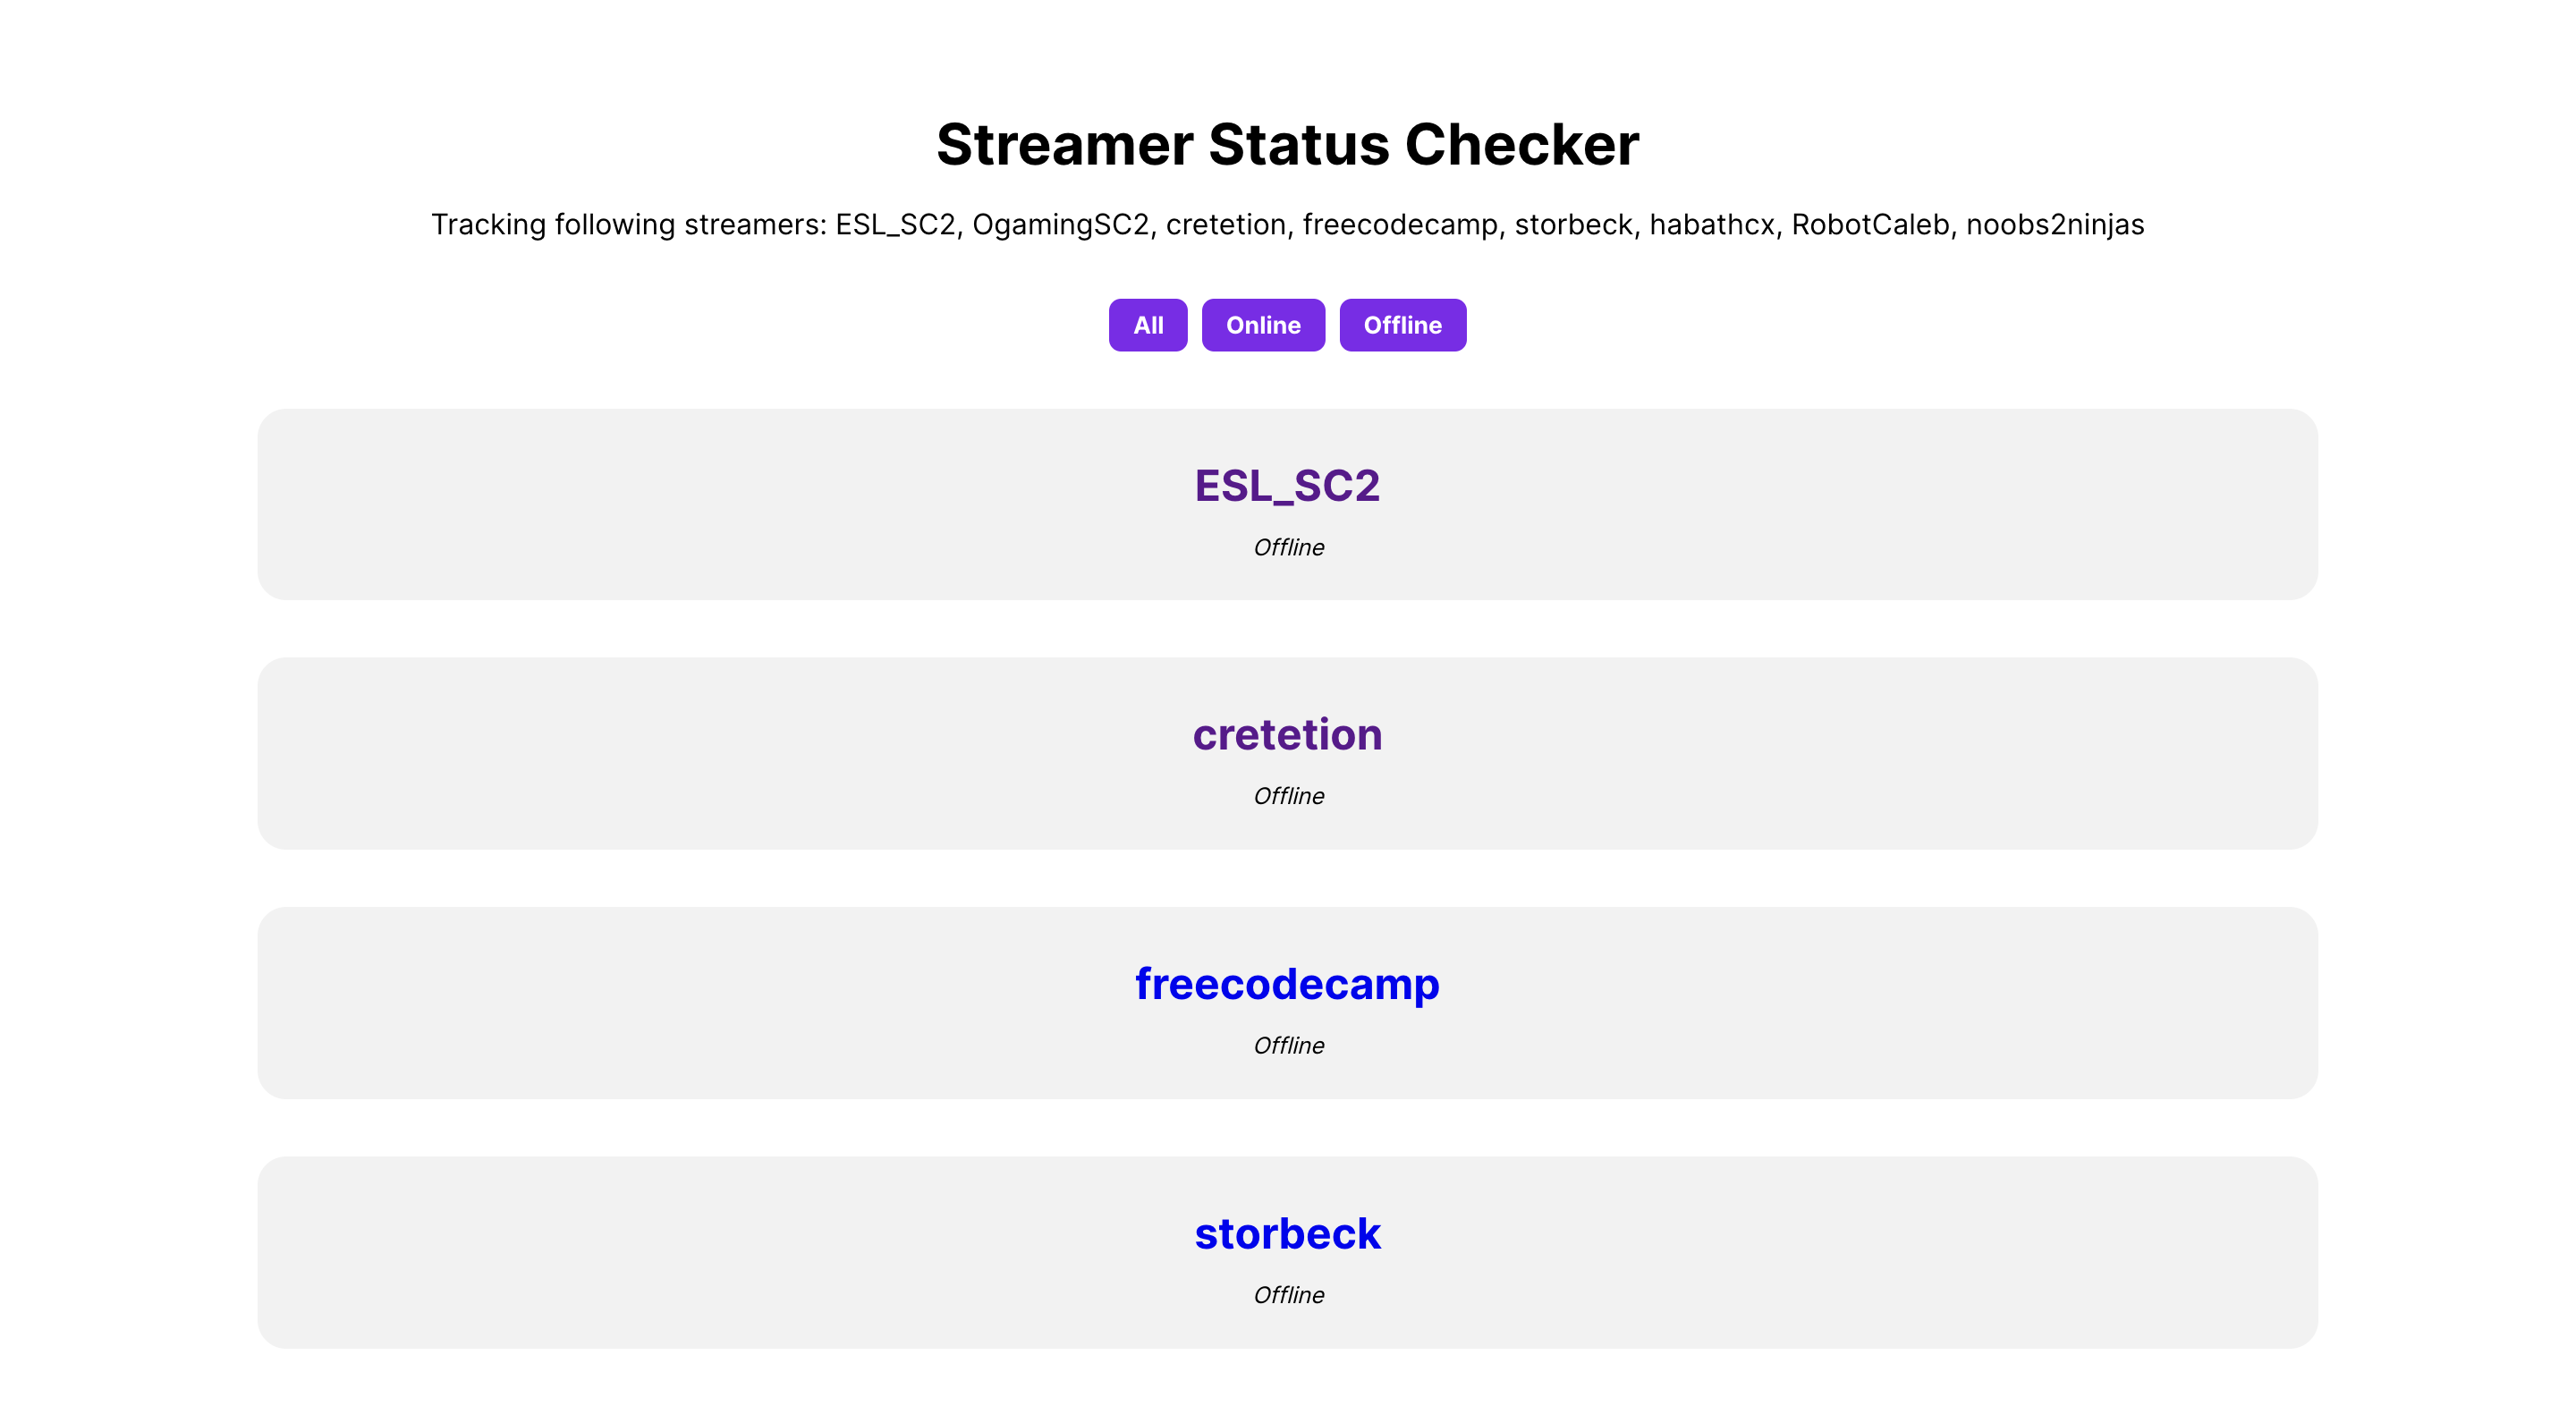 Streamer Status Checker
Tracking following streamers: ESL_SC2, OgamingSC2, cretetion, freecodecamp, storbeck, habathcx, RobotCaleb, noobs2ninjas
All Online Offline
ESL_SC2
Offline
cretetion
Offline
freecodecamp
Offline
storbeck
Offline